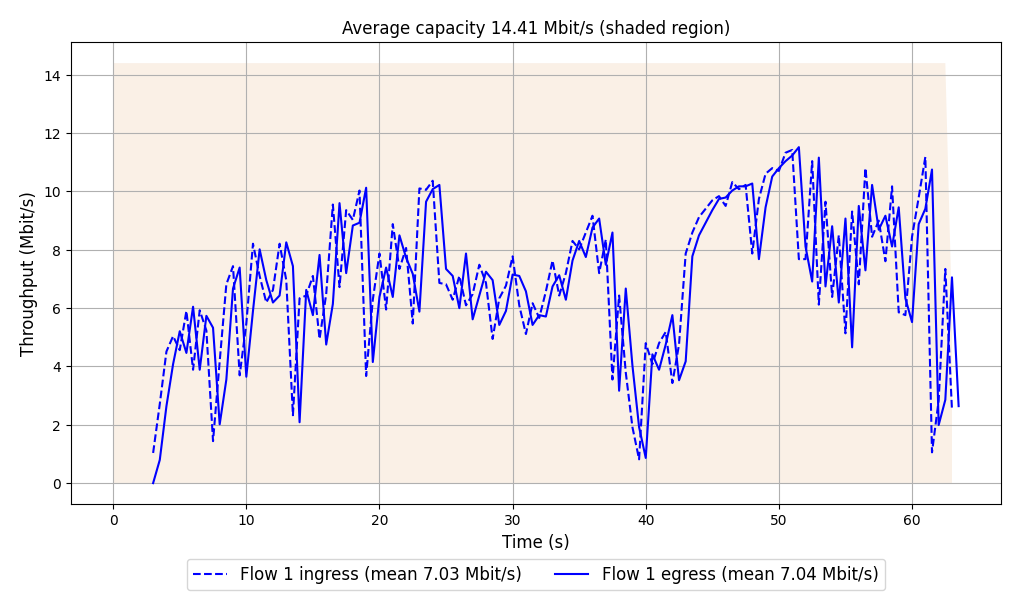 Average capacity 14.41 Mbit/s (shaded region)
Throughput (Mbit/s)
14
12
10
8
6
4
2
0
0 10 20 30 40 50 60
Time (s)
Flow 1 ingress (mean 7.03 Mbit/s) Flow 1 egress (mean 7.04 Mbit/s)